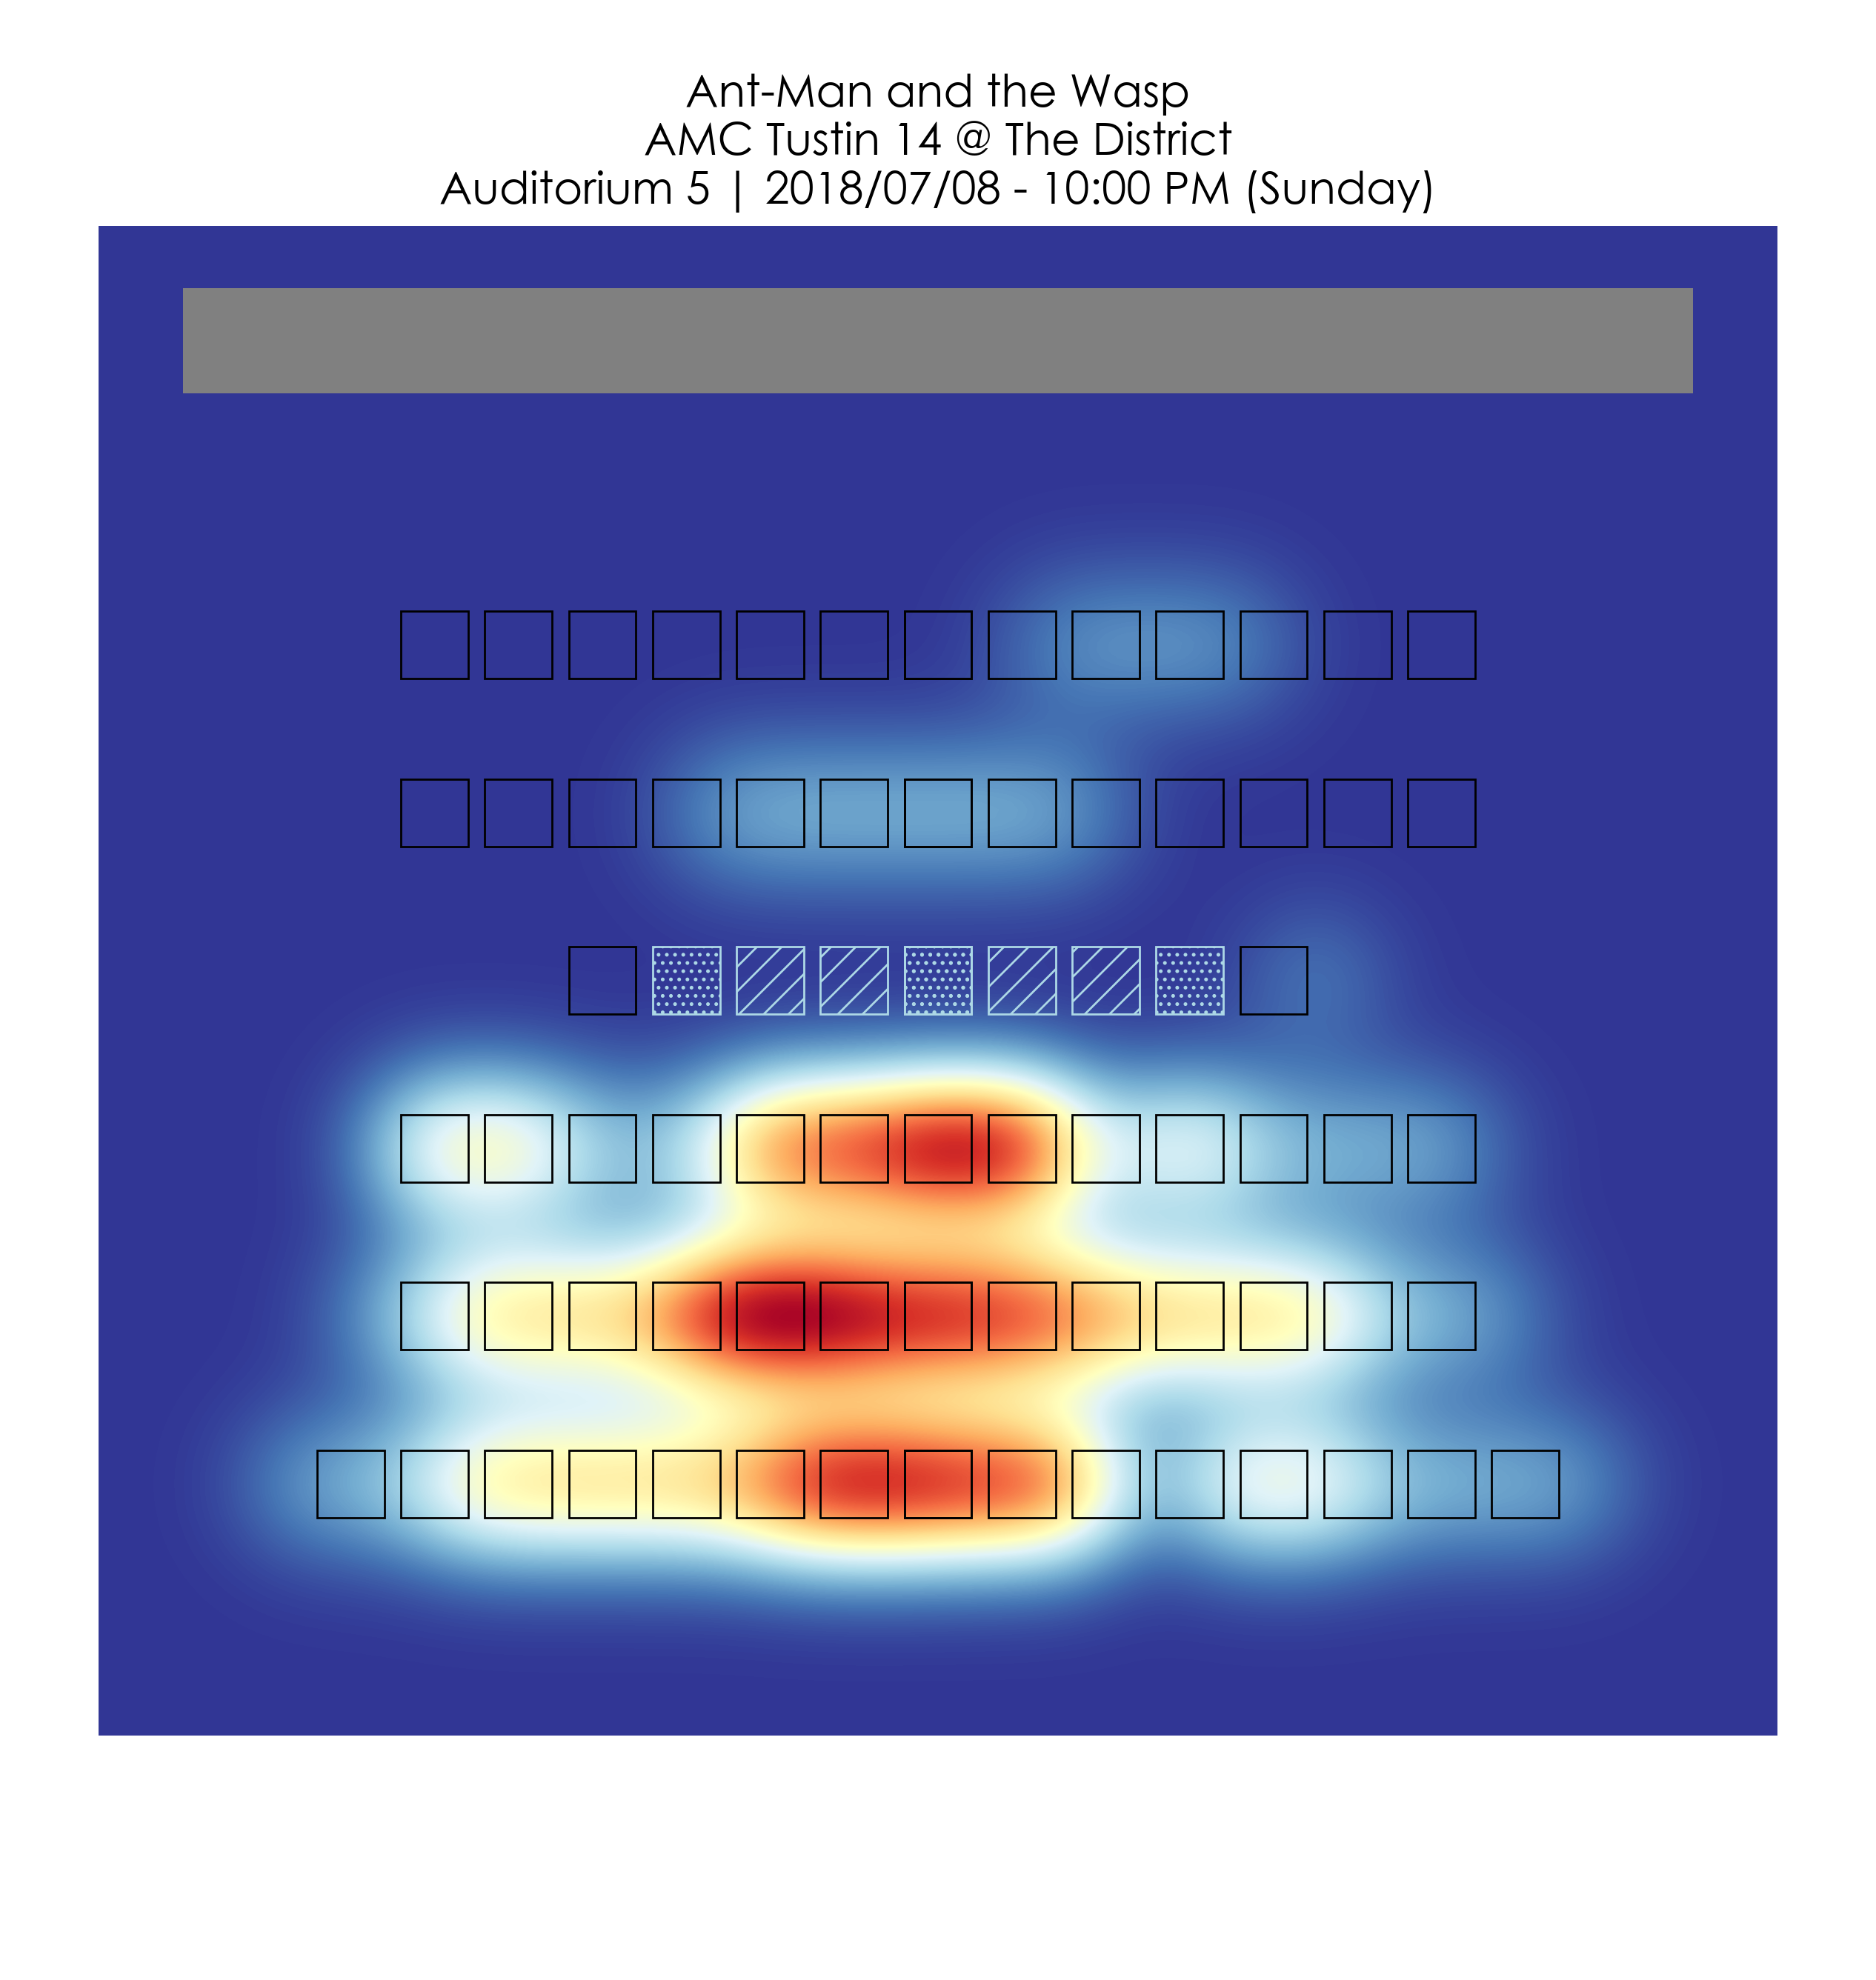 Ant-Man and the Wasp
AMC Tustin 14 @ The District
Auditorium 5 | 2018/07/08 - 10:00 PM (Sunday)